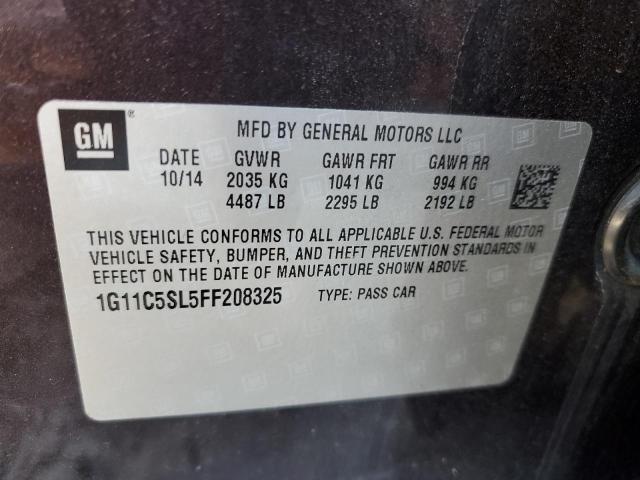 GM®
MFD BY GENERAL MOTORS LLC
DATE GVWR GAWR FRT GAWR RR
10/14 2035 KG 1041 KG 994 KG
4487 LB 2295 LB 2192 LB
THIS VEHICLE CONFORMS TO ALL APPLICABLE U.S. FEDERAL MOTOR
VEHICLE SAFETY, BUMPER, AND THEFT PREVENTION STANDARDS IN
EFFECT ON THE DATE OF MANUFACTURE SHOWN ABOVE.
1G11C5SL5FF208325 TYPE: PASS CAR